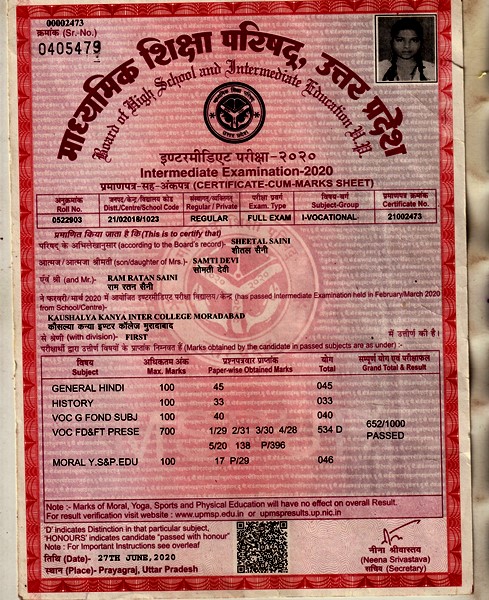 00002473
क्रमांक (Sr.-No.)
0405479
माध्यमिक शिक्षा परिषद्, उत्तर प्रदेश
Board of High School and Intermediate Education U.P.
इण्टरमीडिएट परीक्षा-२०२०
Intermediate Examination-2020
प्रमाणपत्र-सह-अंकपत्र (CERTIFICATE-CUM-MARKS SHEET)
अनुक्रमांक जनपद/केन्द्र/विद्यालय कोड संस्थागत/व्यक्तिगत परीक्षा प्रकार विषय-वर्ग प्रमाणपत्र क्रमांक
Roll No. Distt./Centre/School Code Regular / Private Exam. Type Subject-Group Certificate No.
0522903 21/02018/1023 REGULAR FULL EXAM I-VOCATIONAL 21002473
प्रमाणित किया जाता है कि(This is to certify that)
परिषद् के अभिलेखानुसार (according to the Board's record) SHEETAL SAINI
शीतल सैनी
आत्मज / आत्मजा श्रीमती (son/daughter of Mrs.) SAMTI DEVI
सोमती देवी
एवं श्री (and Mr.) RAM RATAN SAINI
राम रतन सैनी
ने फरवरी/मार्च 2020 में आयोजित इण्टरमीडिएट परीक्षा विद्यालय/केन्द्र (has passed Intermediate Examination held in February/March 2020
from School/Centre)-
KAUSHALYA KANYA INTER COLLEGE MORADABAD
कौसल्या कन्या इण्टर कॉलेज मुरादाबाद
से श्रेणी (with division)- FIRST में उत्तीर्ण की है।
परीक्षार्थी द्वारा उत्तीर्ण विषयों के प्राप्तांक निम्नवत हैं (Marks obtained by the candidate in passed subjects are as under) :-
विषय अधिकतम अंक प्रश्नपत्रवार प्राप्तांक योग सम्पूर्ण योग एवं परीक्षाफल
Subject Max. Marks Paper-wise Obtained Marks Total Grand Total & Result
GENERAL HINDI 100 45 045
HISTORY 100 33 033
VOC G FOND SUBJ 100 40 040
VOC FD&FT PRESE 700 1/29 2/31 3/30 4/28 534 D
652/1000
PASSED
5/20 138 P/396
MORAL Y.S&P.EDU 100 17 P/29 046
Note :- Marks of Moral, Yoga, Sports and Physical Education will have no effect on overall Result.
For result verification visit website : www.upmsp.edu.in or upmspresults.up.nic.in
'D' indicates Distinction in that particular subject,
'HONOURS' indicates candidate "passed with honour"
Note : For Important Instructions see overleaf
तिथि (Date)- 27TH JUNE,2020
स्थान (Place)- Prayagraj, Uttar Pradesh
नीना श्रीवास्तव
(Neena Srivastava)
सचिव (Secretary)